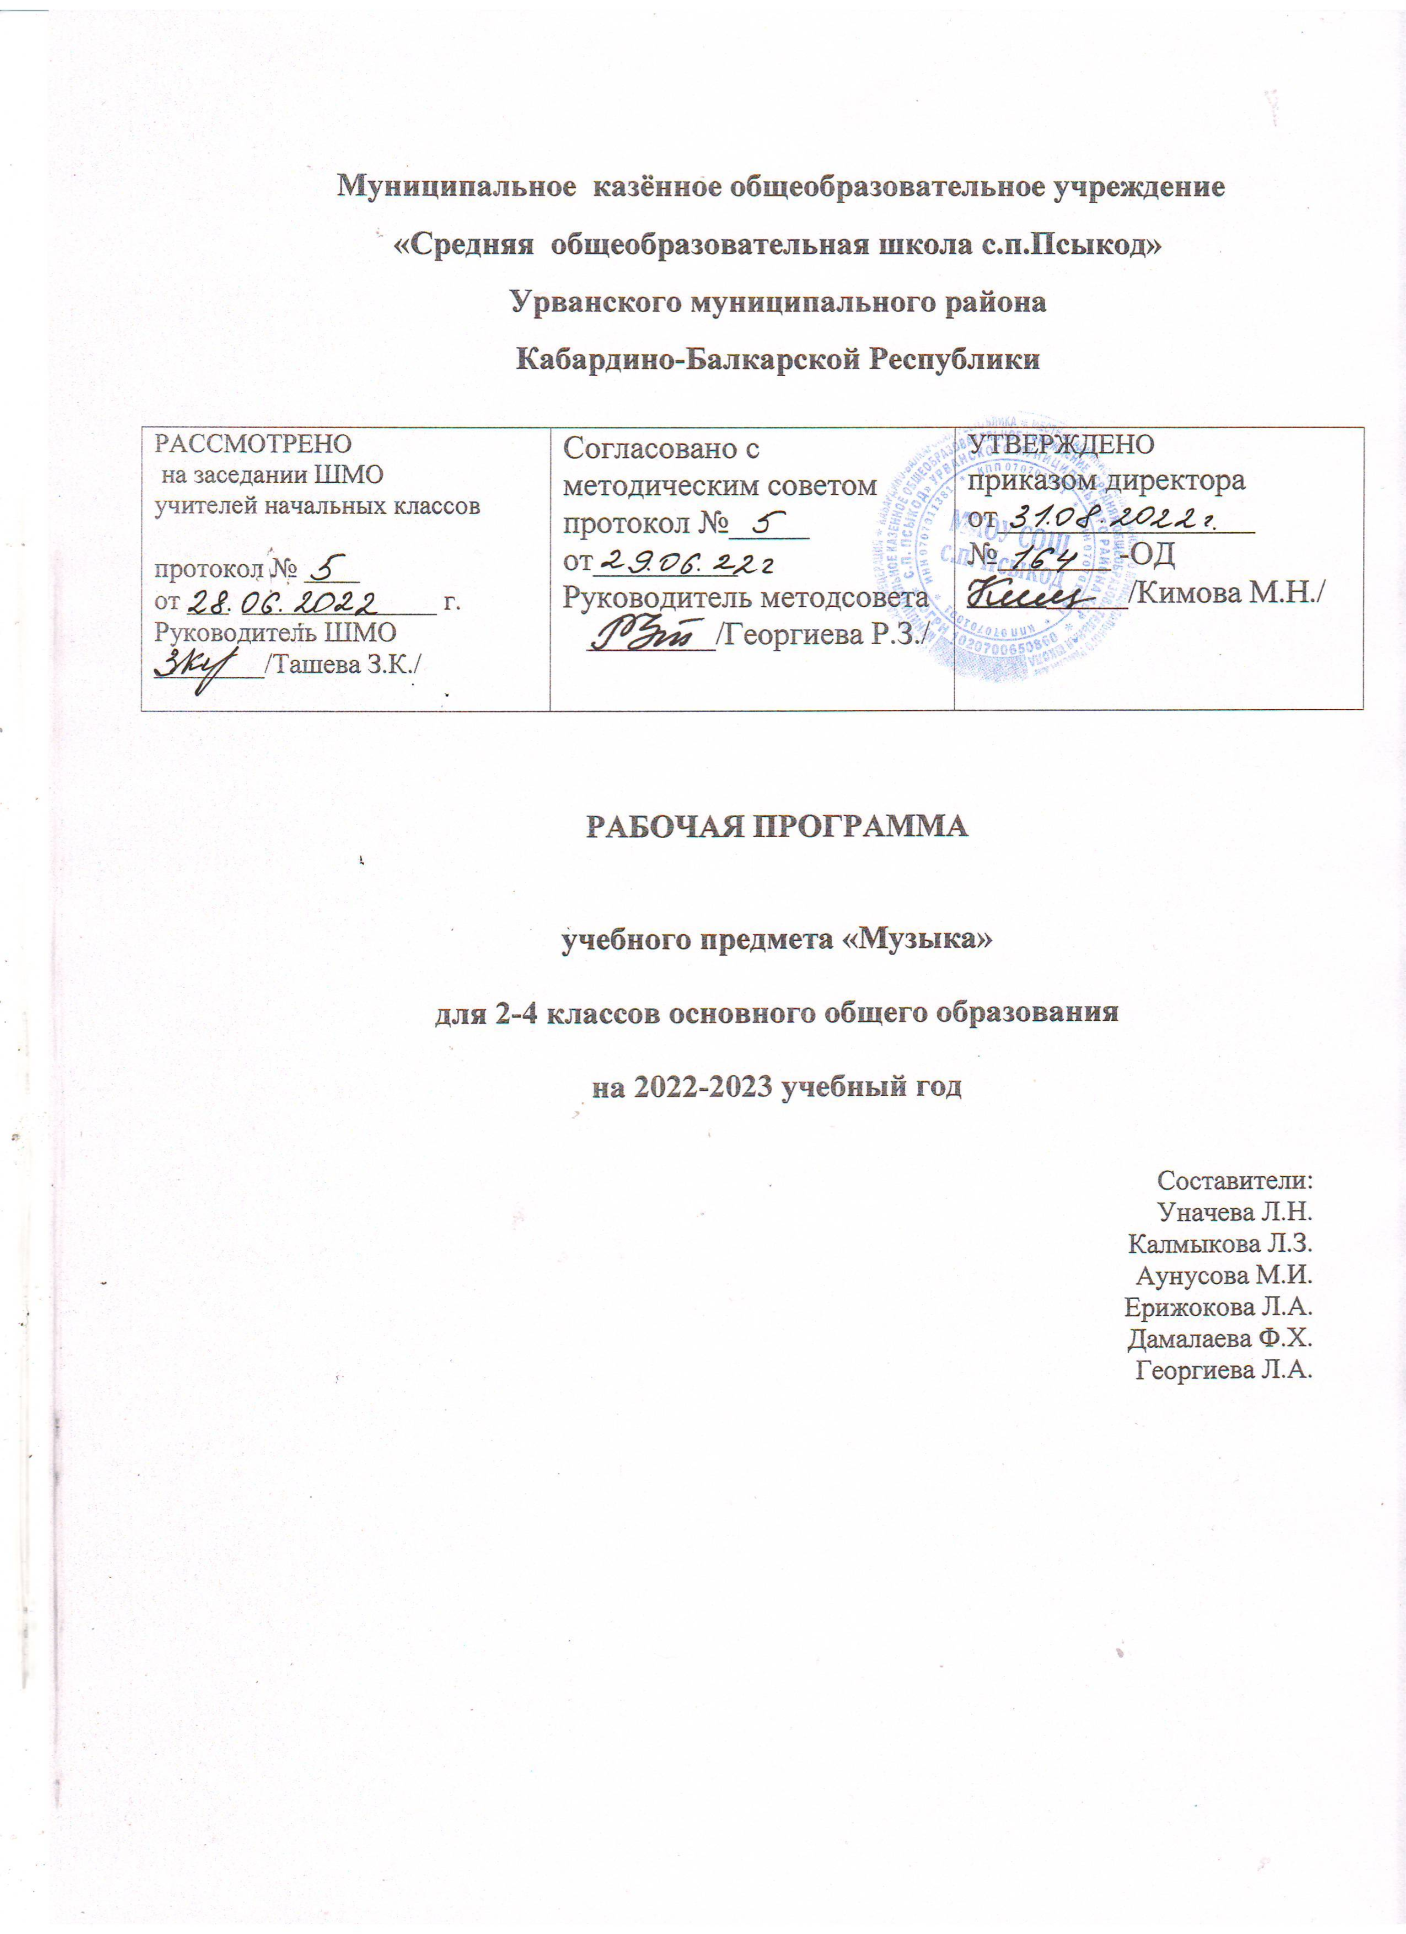 Муниципальное казённое общеобразовательное учреждение
«Средняя общеобразовательная школа с.п.Псыкод»
Урванского муниципального района
Кабардино-Балкарской Республики
РАССМОТРЕНО
на заседании ШМО
учителей начальных классов
протокол № 5
от 28.06.2022 г.
Руководитель ШМО
/Ташева З.К./
Согласовано с
методическим советом
протокол № 5
от 29.06.22г
Руководитель методсовета
/Георгиева Р.З./
УТВЕРЖДЕНО
приказом директора
от 31.08.2022г.
№ 164 -ОД
/Кимова М.Н./
МКОУ СОШ
с.п. Псыкод
РАБОЧАЯ ПРОГРАММА
учебного предмета «Музыка»
для 2-4 классов основного общего образования
на 2022-2023 учебный год
Составители:
Уначева Л.Н.
Калмыкова Л.З.
Аунусова М.И.
Ерижокова Л.А.
Дамалаева Ф.Х.
Георгиева Л.А.